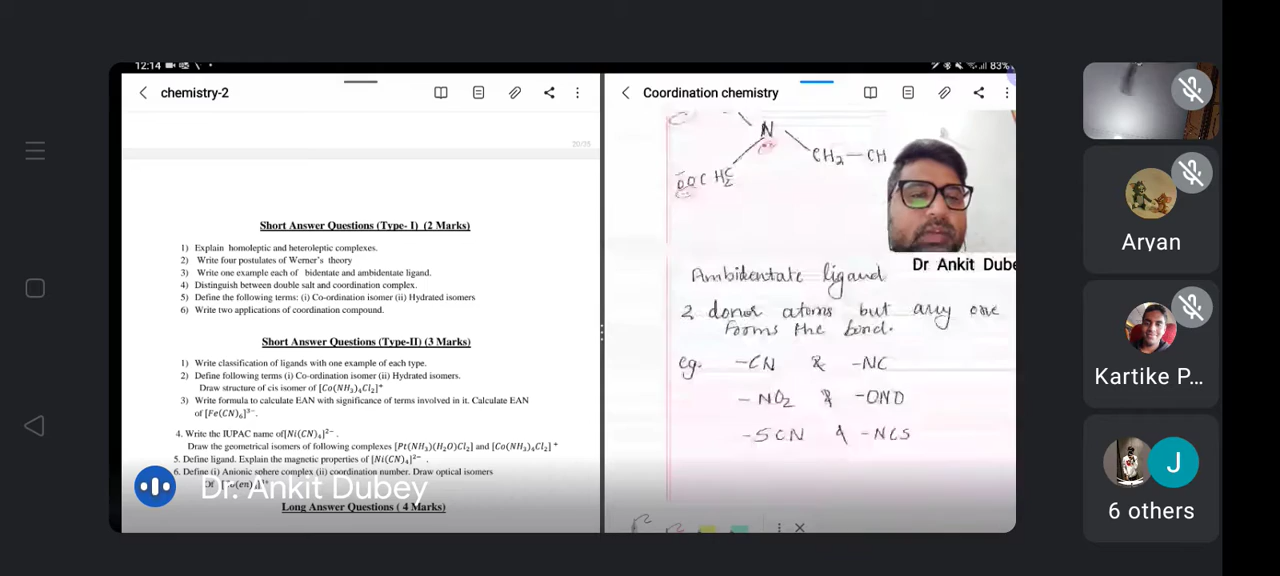 12:14
83%
chemistry-2
20/35
Short Answer Questions (Type- I) (2 Marks)
1) Explain homoleptic and heteroleptic complexes.
2) Write four postulates of Werner's theory
3) Write one example each of bidentate and ambidentate ligand.
4) Distinguish between double salt and coordination complex.
5) Define the following terms: (i) Co-ordination isomer (ii) Hydrated isomers
6) Write two applications of coordination compound.
Short Answer Questions (Type-II) (3 Marks)
1) Write classification of ligands with one example of each type.
2) Define following terms (i) Co-ordination isomer (ii) Hydrated isomers.
Draw structure of cis isomer of [Co(NH₃)₄Cl₂]⁺
3) Write formula to calculate EAN with significance of terms involved in it. Calculate EAN
of [Fe(CN)₆]³⁻.
4. Write the IUPAC name of[Ni(CN)₄]²⁻.
Draw the geometrical isomers of following complexes [Pt(NH₃)(H₂O)Cl₂] and [Co(NH₃)₄Cl₂]⁺
5. Define ligand. Explain the magnetic properties of [Ni(CN)₄]²⁻.
6. Define (i) Anionic sphere complex (ii) coordination number. Draw optical isomers
Of
Long Answer Questions ( 4 Marks)
Dr. Ankit Dubey
Coordination chemistry
N
CH₂—CH
Dr Ankit Dube
Ambidentate ligand
2 donor atoms but any one
forms the bond.
eg. -CN & -NC
-NO₂ & -ONO
-SCN & -NCS
Aryan
Kartike P...
J
6 others